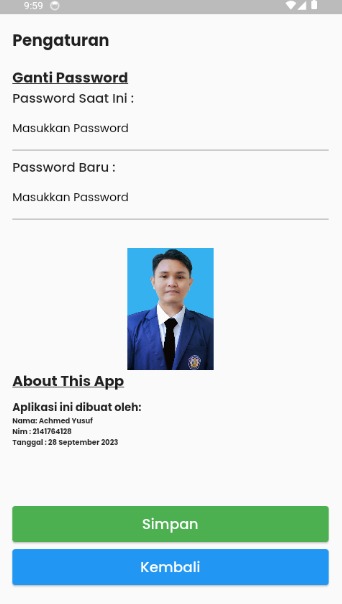 9:59
Pengaturan
Ganti Password
Password Saat Ini :
Masukkan Password
Password Baru :
Masukkan Password
About This App
Aplikasi ini dibuat oleh:
Nama: Achmed Yusuf
Nim : 2141764128
Tanggal : 28 September 2023
Simpan
Kembali